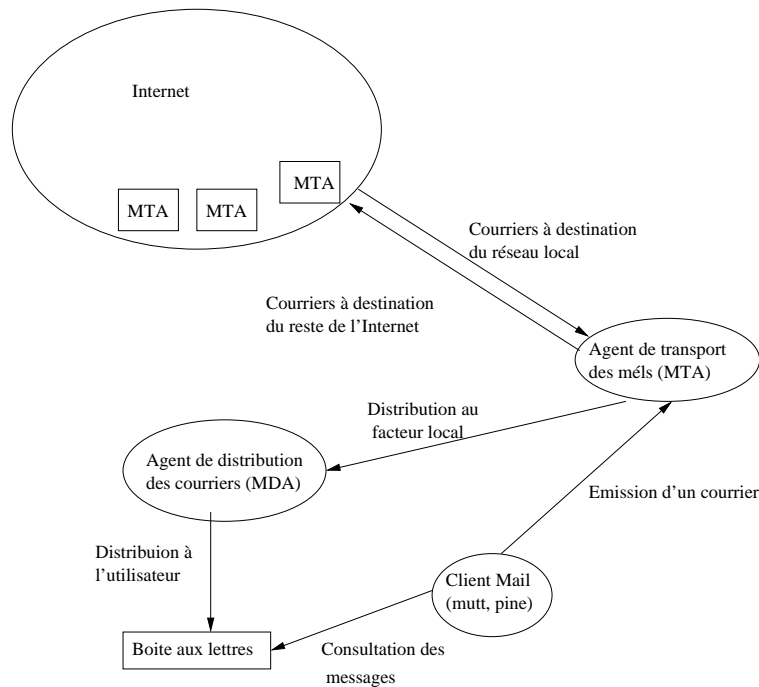 Internet
MTA
MTA
MTA
Courriers à destination
du réseau local
Courriers à destination
du reste de l'Internet
Agent de transport
des méls (MTA)
Distribution au
facteur local
Agent de distribution
des courriers (MDA)
Emission d'un courrier
Distribuion à
l'utilisateur
Client Mail
(mutt, pine)
Boite aux lettres
Consultation des
messages